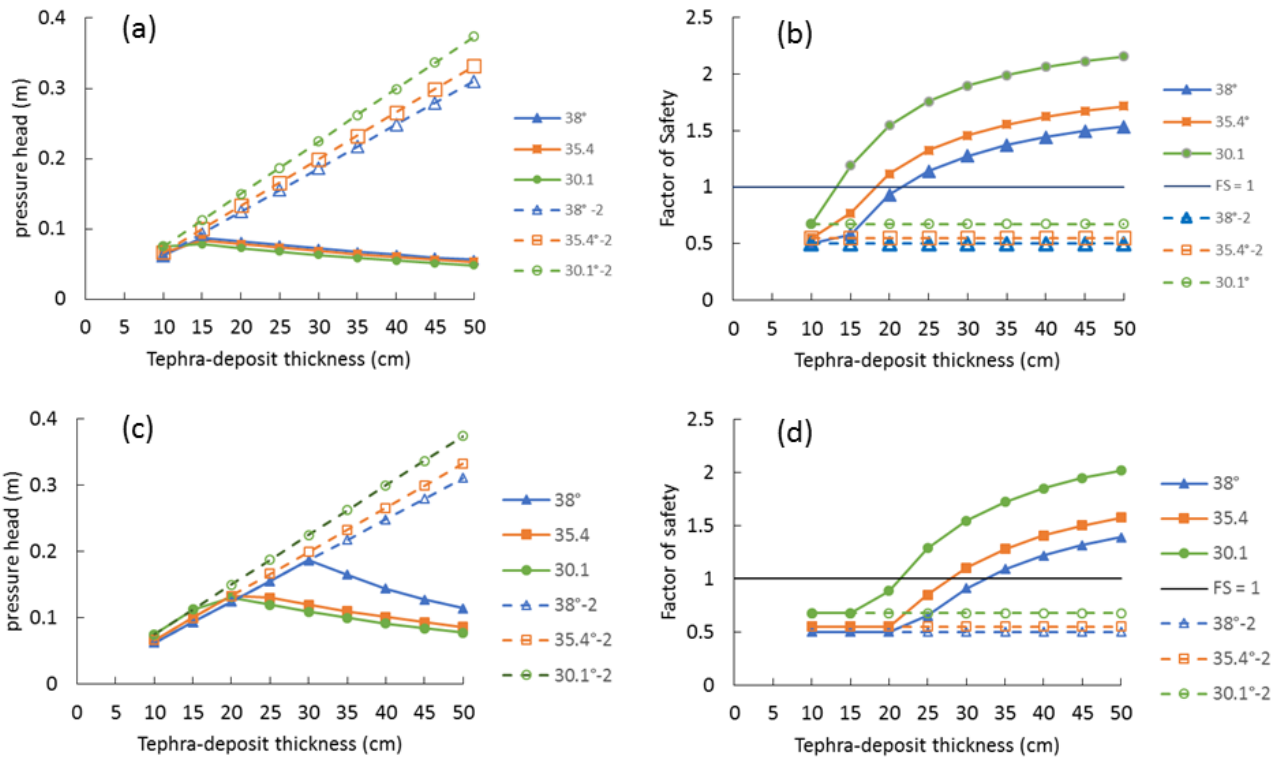 (a)
pressure head (m)
0.4
0.3
0.2
0.1
0
0 5 10 15 20 25 30 35 40 45 50
Tephra-deposit thickness (cm)
38°
35.4
30.1
38° -2
35.4°-2
30.1°-2
(b)
Factor of Safety
2.5
2
1.5
1
0.5
0
0 5 10 15 20 25 30 35 40 45 50
Tephra-deposit thickness (cm)
38°
35.4°
30.1
FS = 1
38°-2
35.4°-2
30.1°
(c)
pressure head (m)
0.4
0.3
0.2
0.1
0
0 5 10 15 20 25 30 35 40 45 50
Tephra-deposit thickness (cm)
38°
35.4
30.1
38°-2
35.4°-2
30.1°-2
(d)
Factor of safety
2.5
2
1.5
1
0.5
0
0 5 10 15 20 25 30 35 40 45 50
Tephra-deposit thickness (cm)
38°
35.4
30.1
FS = 1
38°-2
35.4°-2
30.1°-2